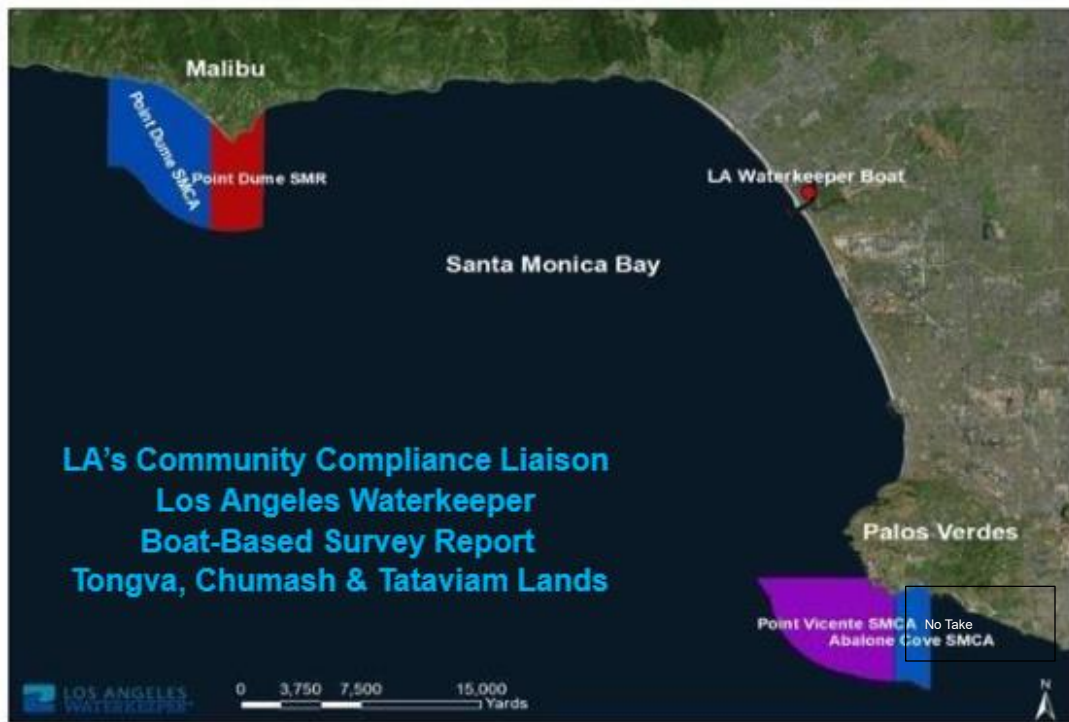 Malibu
Point Dume SMCA
Point Dume SMR
LA Waterkeeper Boat
Santa Monica Bay
LA's Community Compliance Liaison
Los Angeles Waterkeeper
Boat-Based Survey Report
Tongva, Chumash & Tataviam Lands
Palos Verdes
Point Vicente SMCA No Take
Abalone Cove SMCA
LOS ANGELES
WATERKEEPER
0 3,750 7,500 15,000
Yards
N